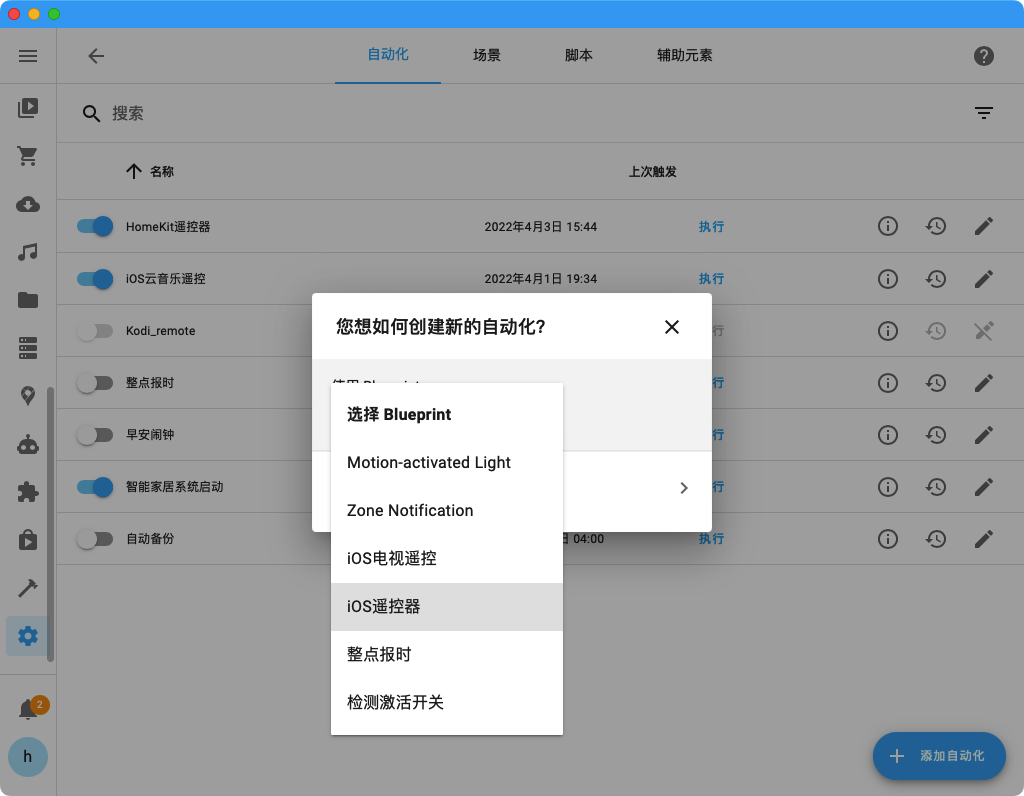 自动化
场景
脚本
辅助元素
搜索
名称
上次触发
HomeKit遥控器
2022年4月3日 15:44
执行
iOS云音乐遥控
2022年4月1日 19:34
执行
Kodi_remote
行
整点报时
行
早安闹钟
行
智能家居系统启动
行
自动备份
日 04:00
执行
您想如何创建新的自动化?
使用 Blueprint
选择 Blueprint
Motion-activated Light
Zone Notification
iOS电视遥控
iOS遥控器
整点报时
检测激活开关
2
h
添加自动化